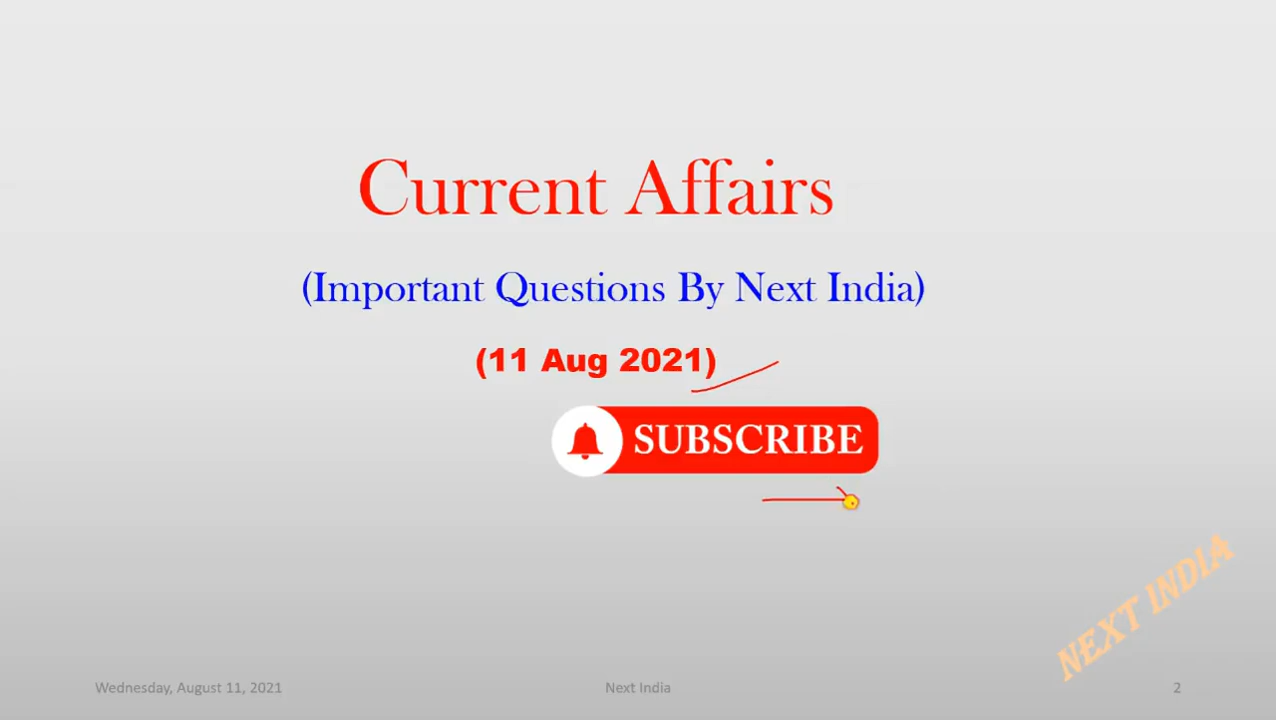 Current Affairs
(Important Questions By Next India)
(11 Aug 2021)
SUBSCRIBE
NEXT INDIA
Wednesday, August 11, 2021
Next India
2